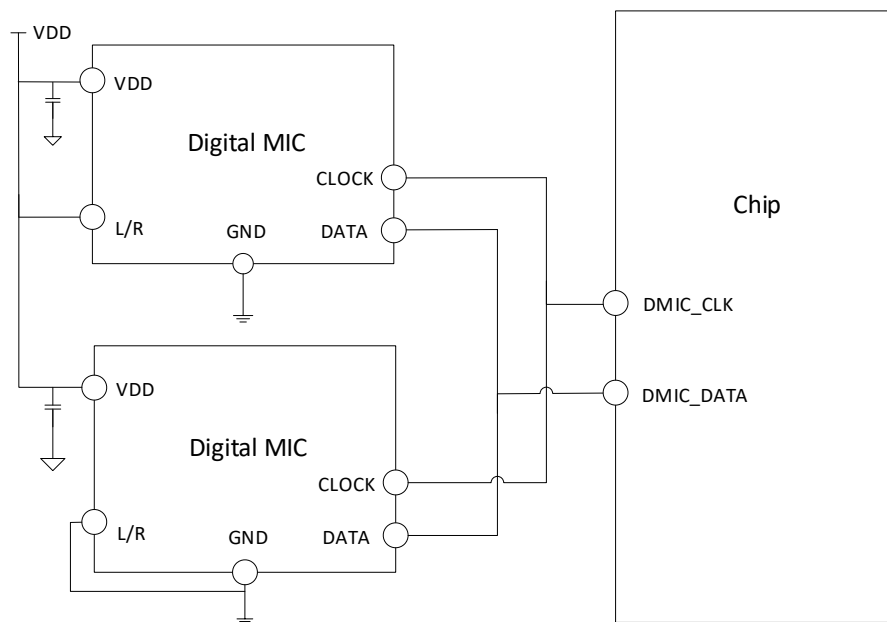 VDD
VDD
Digital MIC
CLOCK
L/R
GND
DATA
Chip
DMIC_CLK
DMIC_DATA
VDD
Digital MIC
CLOCK
L/R
GND
DATA